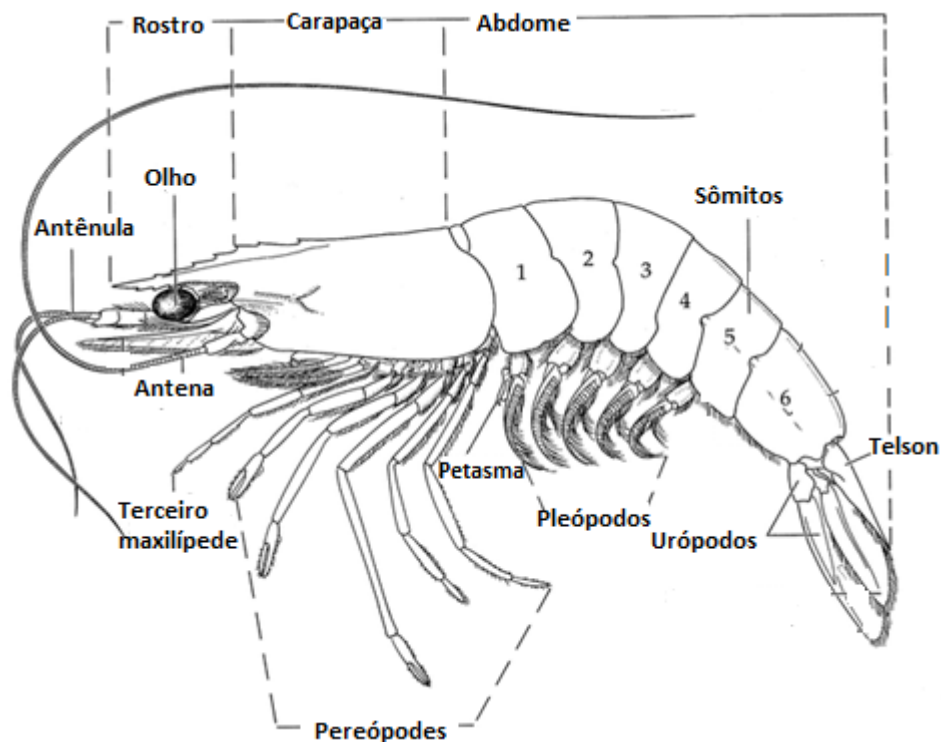 Rostro
Carapaça
Abdome
Olho
Sômitos
Antênula
1
2
3
4
5
6
Antena
Telson
Petasma
Terceiro
maxilípede
Pleópodos
Urópodos
Pereópodes